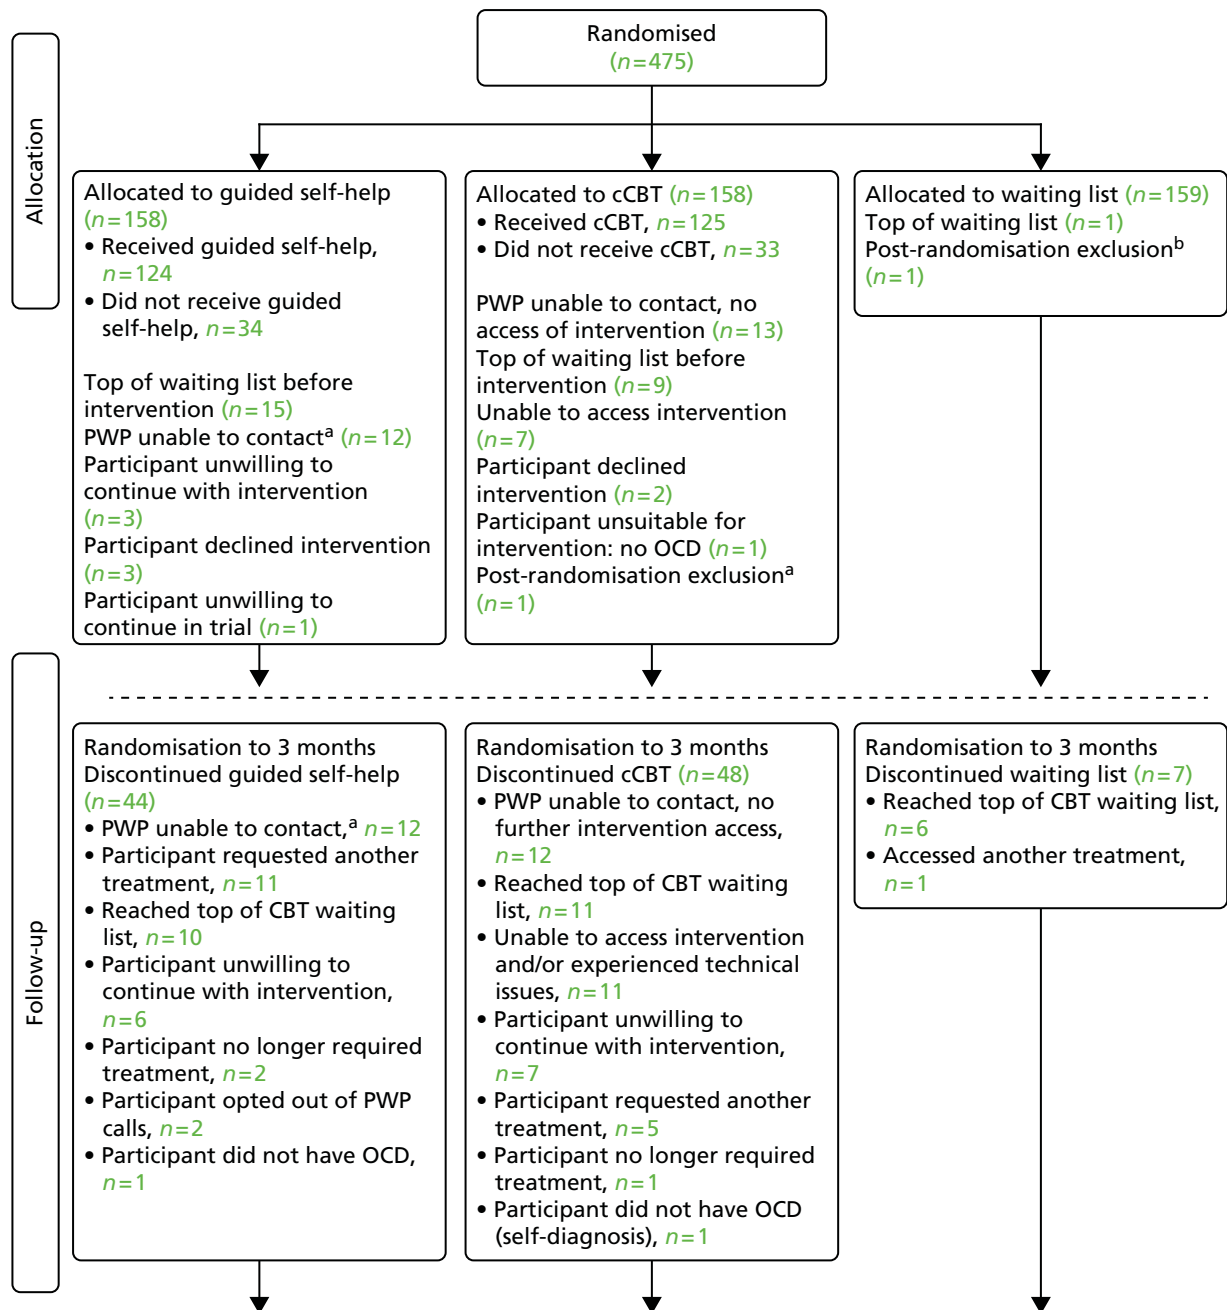 Randomised
(n=475)
Allocation
Allocated to guided self-help
(n=158)
• Received guided self-help,
n=124
• Did not receive guided
self-help, n=34
Top of waiting list before
intervention (n=15)
PWP unable to contactᵃ (n=12)
Participant unwilling to
continue with intervention
(n=3)
Participant declined intervention
(n=3)
Participant unwilling to
continue in trial (n=1)
Allocated to cCBT (n=158)
• Received cCBT, n=125
• Did not receive cCBT, n=33
PWP unable to contact, no
access of intervention (n=13)
Top of waiting list before
intervention (n=9)
Unable to access intervention
(n=7)
Participant declined
intervention (n=2)
Participant unsuitable for
intervention: no OCD (n=1)
Post-randomisation exclusionᵃ
(n=1)
Allocated to waiting list (n=159)
Top of waiting list (n=1)
Post-randomisation exclusionᵇ
(n=1)
Follow-up
Randomisation to 3 months
Discontinued guided self-help
(n=44)
• PWP unable to contact,ᵃ n=12
• Participant requested another
treatment, n=11
• Reached top of CBT waiting
list, n=10
• Participant unwilling to
continue with intervention,
n=6
• Participant no longer required
treatment, n=2
• Participant opted out of PWP
calls, n=2
• Participant did not have OCD,
n=1
Randomisation to 3 months
Discontinued cCBT (n=48)
• PWP unable to contact, no
further intervention access,
n=12
• Reached top of CBT waiting
list, n=11
• Unable to access intervention
and/or experienced technical
issues, n=11
• Participant unwilling to
continue with intervention,
n=7
• Participant requested another
treatment, n=5
• Participant no longer required
treatment, n=1
• Participant did not have OCD
(self-diagnosis), n=1
Randomisation to 3 months
Discontinued waiting list (n=7)
• Reached top of CBT waiting list,
n=6
• Accessed another treatment,
n=1